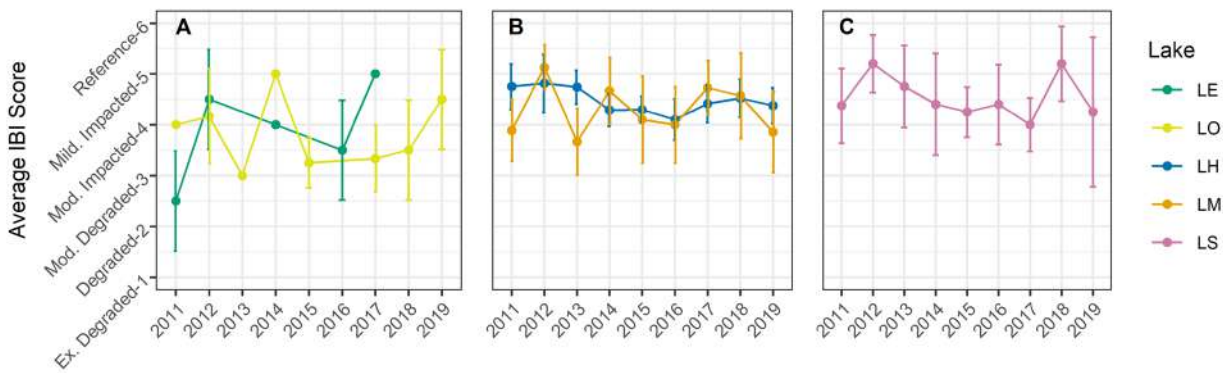 Average IBI Score
Reference-6
Mild. Impacted-5
Mod. Impacted-4
Mod. Degraded-3
Degraded-2
Ex. Degraded-1
A
2011 2012 2013 2014 2015 2016 2017 2018 2019
B
2011 2012 2013 2014 2015 2016 2017 2018 2019
C
2011 2012 2013 2014 2015 2016 2017 2018 2019
Lake
LE
LO
LH
LM
LS